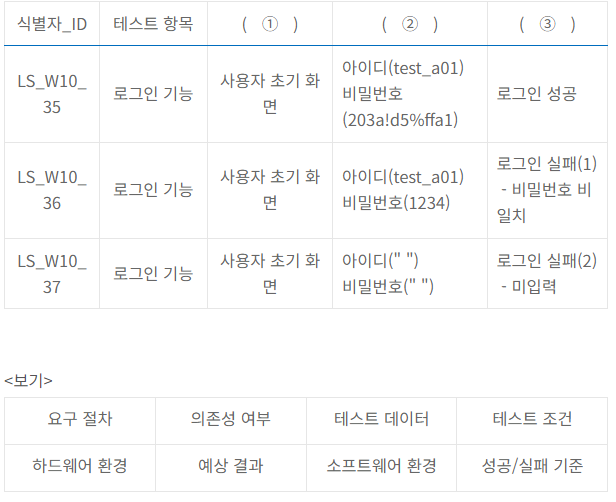 식별자_ID 테스트 항목 ( ① ) ( ② ) ( ③ )
LS_W10_
35
로그인 기능
사용자 초기 화
면
아이디(test_a01)
비밀번호
(203a!d5%ffa1)
로그인 성공
LS_W10_
36
로그인 기능
사용자 초기 화
면
아이디(test_a01)
비밀번호(1234)
로그인 실패(1)
- 비밀번호 비
일치
LS_W10_
37
로그인 기능
사용자 초기 화
면
아이디(" ")
비밀번호(" ")
로그인 실패(2)
- 미입력
<보기>
요구 절차 의존성 여부 테스트 데이터 테스트 조건
하드웨어 환경 예상 결과 소프트웨어 환경 성공/실패 기준